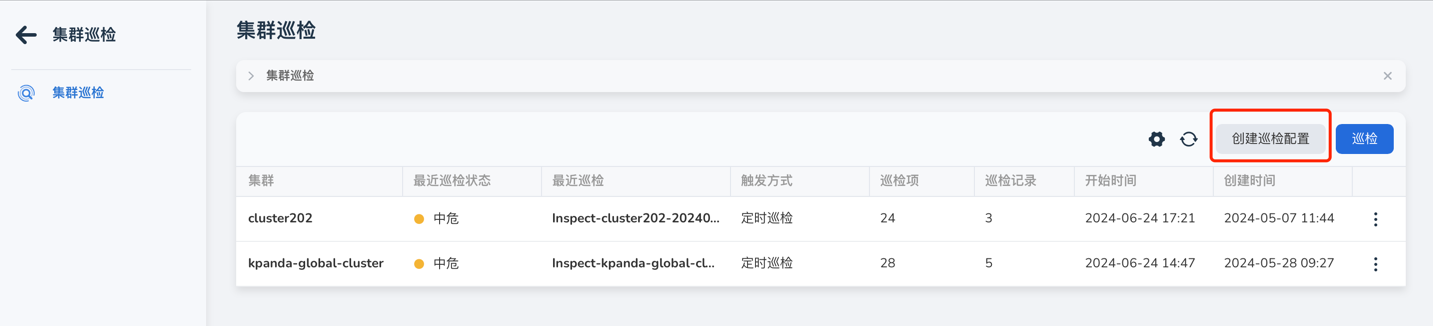 集群巡检
集群巡检
集群巡检
集群巡检
创建巡检配置 巡检
集群 最近巡检状态 最近巡检 触发方式 巡检项 巡检记录 开始时间 创建时间
cluster202 中危 Inspect-cluster202-20240... 定时巡检 24 3 2024-06-24 17:21 2024-05-07 11:44
kpanda-global-cluster 中危 Inspect-kpanda-global-cl... 定时巡检 28 5 2024-06-24 14:47 2024-05-28 09:27